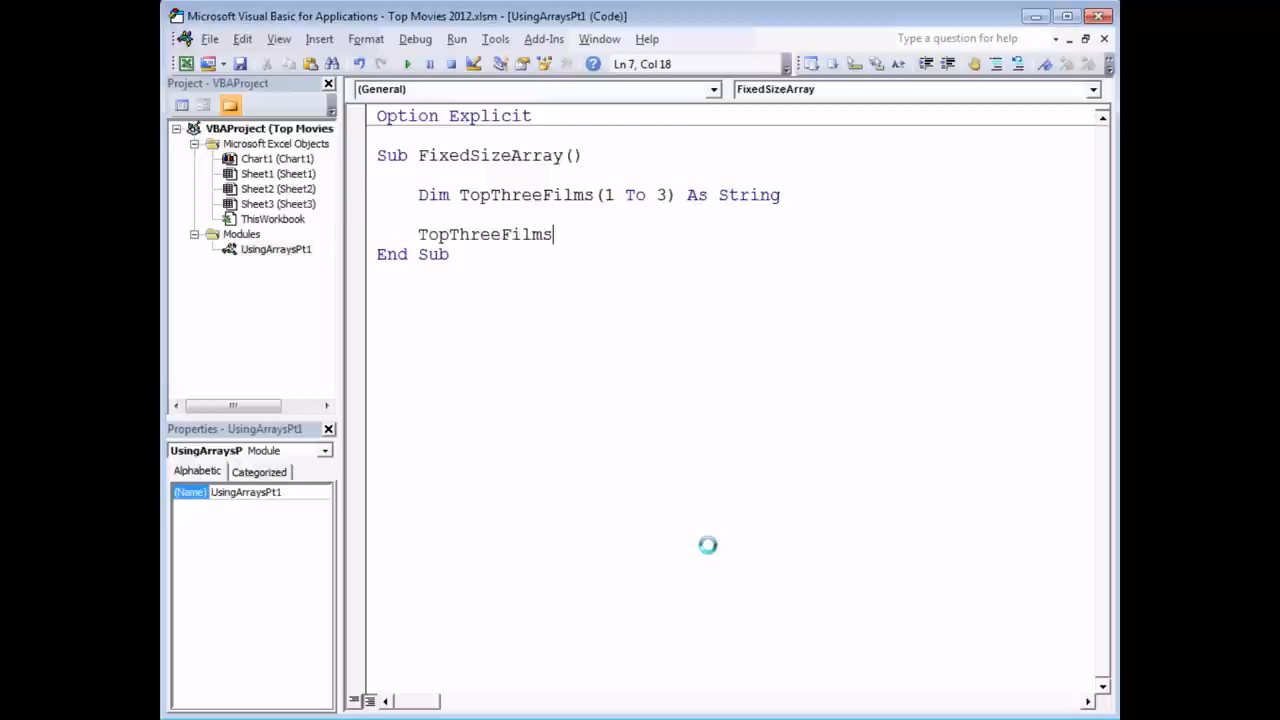 Microsoft Visual Basic for Applications - Top Movies 2012.xlsm - [UsingArraysPt1 (Code)]
File Edit View Insert Format Debug Run Tools Add-Ins Window Help Type a question for help
Ln 7, Col 18
Project - VBAProject
(General) FixedSizeArray
VBAProject (Top Movies
Microsoft Excel Objects
Chart1 (Chart1)
Sheet1 (Sheet1)
Sheet2 (Sheet2)
Sheet3 (Sheet3)
ThisWorkbook
Modules
UsingArraysPt1
Option Explicit
Sub FixedSizeArray()
Dim TopThreeFilms(1 To 3) As String
TopThreeFilms
End Sub
Properties - UsingArraysPt1
UsingArraysP Module
Alphabetic Categorized
(Name) UsingArraysPt1